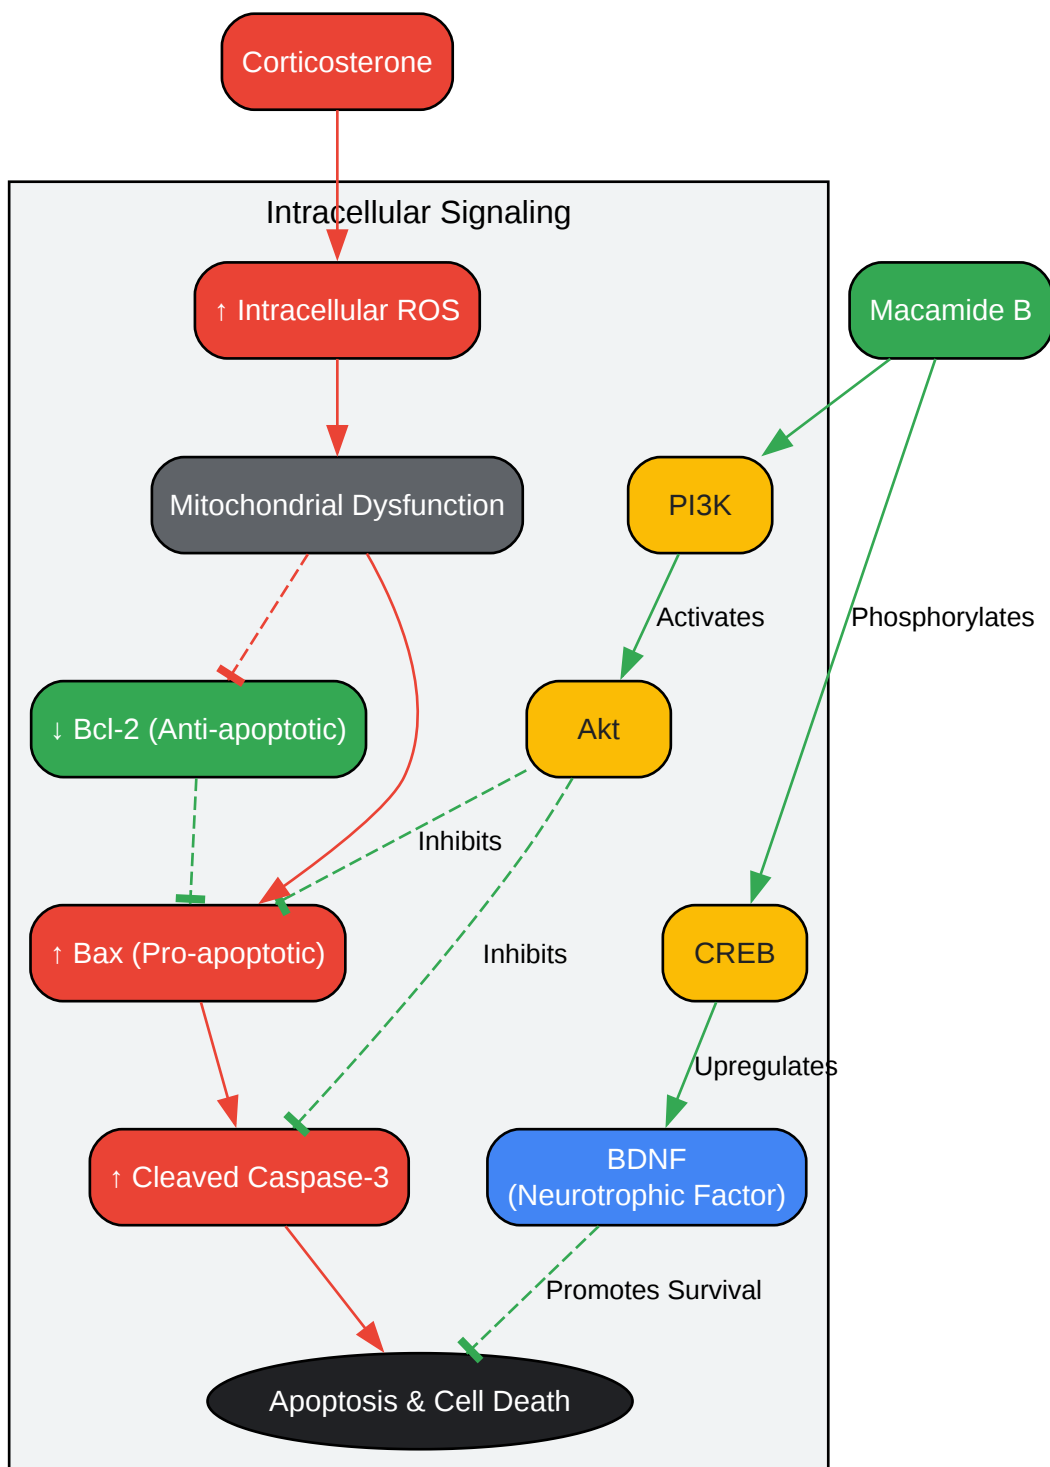 Corticosterone
Intracellular Signaling
↑ Intracellular ROS
Macamide B
Mitochondrial Dysfunction
PI3K
Activates
Phosphorylates
↓ Bcl-2 (Anti-apoptotic)
Akt
Inhibits
↑ Bax (Pro-apoptotic)
Inhibits
CREB
Upregulates
↑ Cleaved Caspase-3
BDNF
(Neurotrophic Factor)
Promotes Survival
Apoptosis & Cell Death